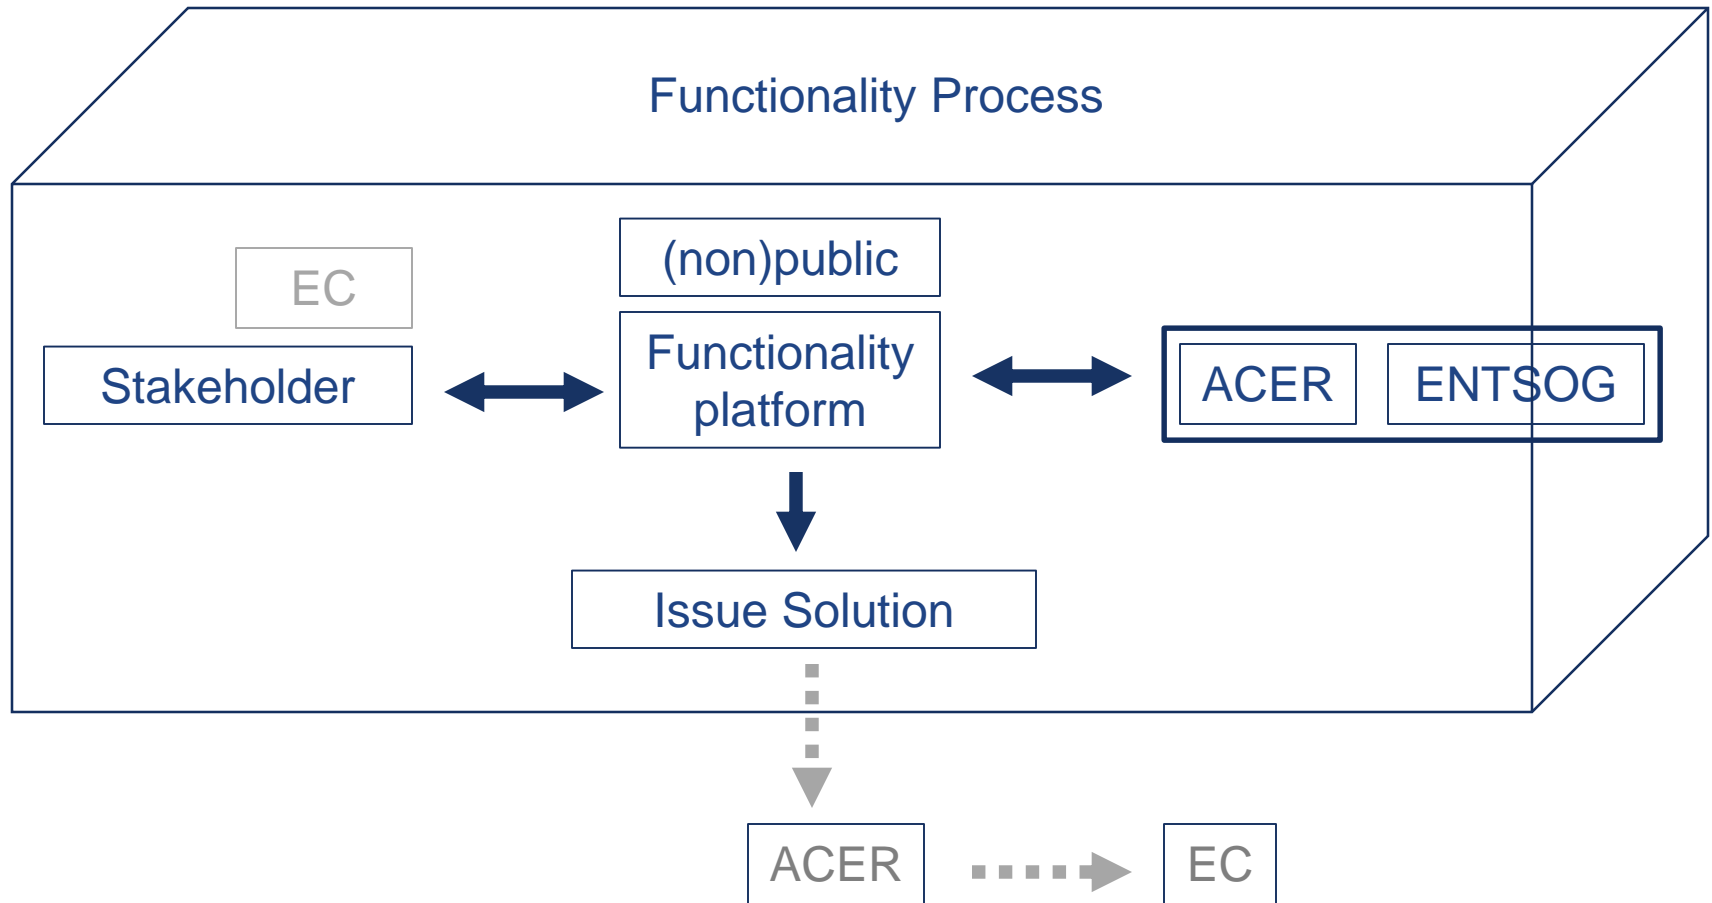 Functionality Process
(non)public
EC
Functionality
platform
Stakeholder
ACER
ENTSOG
Issue Solution
ACER
EC